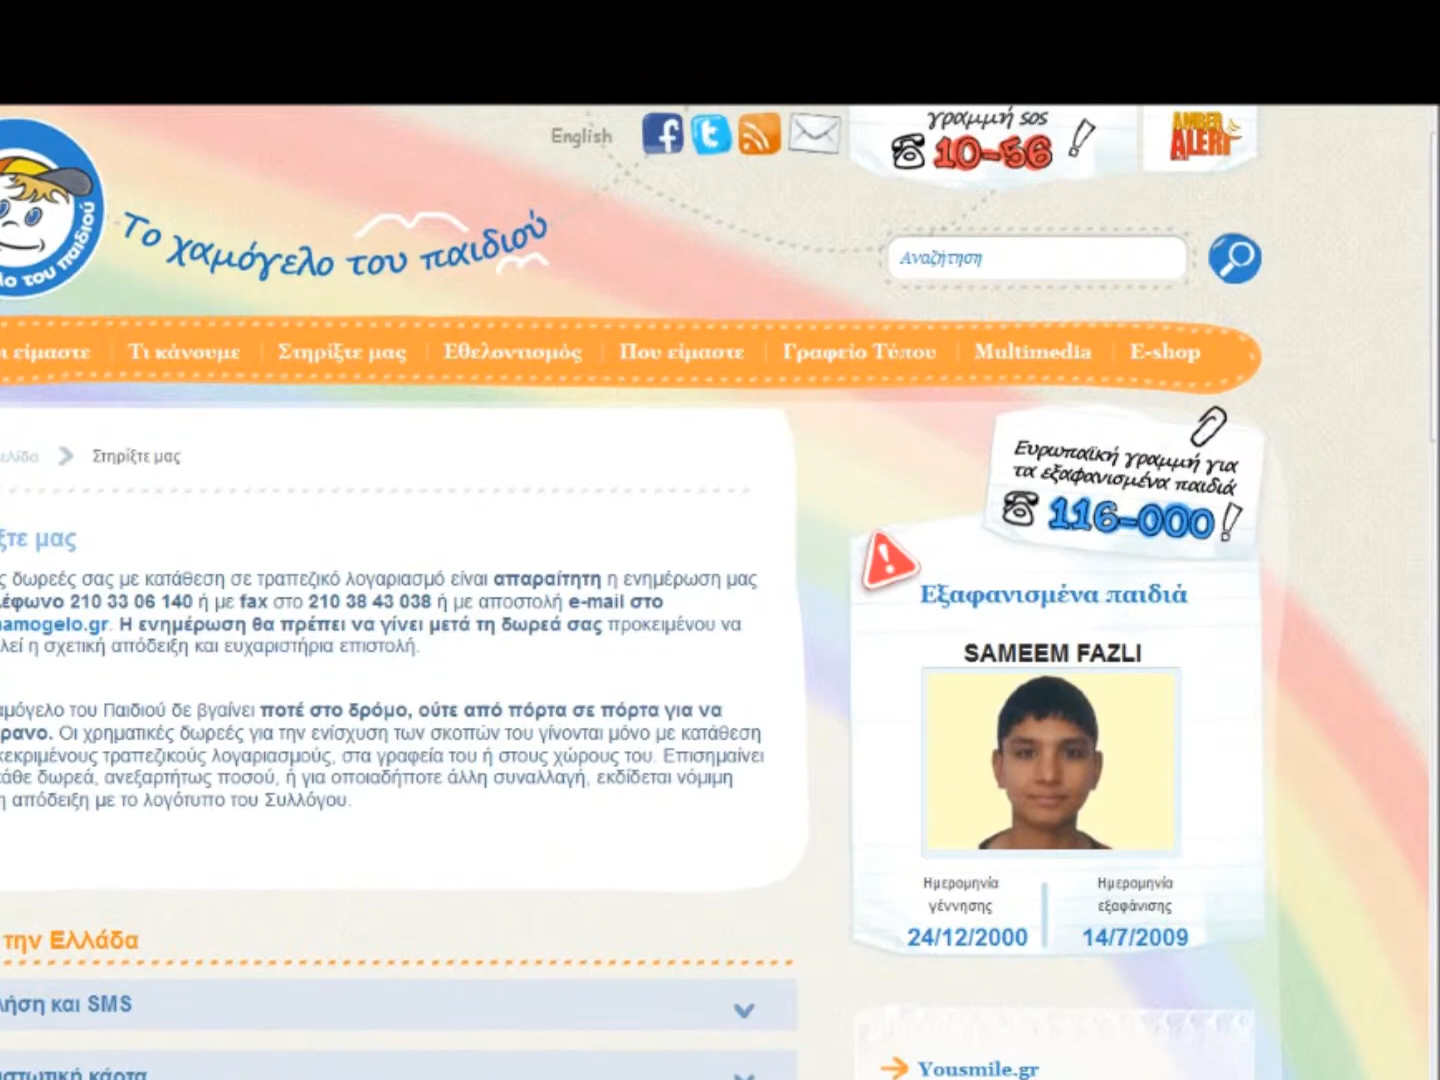 English
γραμμή sos
10-56 !
AMBER
ALERT
Το χαμόγελο του παιδιού
του παιδιού
Αναζήτηση
είμαστε
Τι κάνουμε
Στηρίξτε μας
Εθελοντισμός
Που είμαστε
Γραφείο Τύπου
Multimedia
E-shop
Στηρίξτε μας
Ευρωπαϊκή γραμμή για
τα εξαφανισμένα παιδιά
116-000 !
μας
δωρεές σας με κατάθεση σε τραπεζικό λογαριασμό είναι απαραίτητη η ενημέρωση μας
210 33 06 140 ή με fax στο 210 38 43 038 ή με αποστολή e-mail στο
amogelo.gr. Η ενημέρωση θα πρέπει να γίνει μετά τη δωρεά σας προκειμένου να
η σχετική απόδειξη και ευχαριστήρια επιστολή.
του Παιδιού δε βγαίνει ποτέ στο δρόμο, ούτε από πόρτα σε πόρτα για να
Οι χρηματικές δωρεές για την ενίσχυση των σκοπών του γίνονται μόνο με κατάθεση
κεκριμένους τραπεζικούς λογαριασμούς, στα γραφεία του ή στους χώρους του. Επισημαίνει
άθε δωρεά, ανεξαρτήτως ποσού, ή για οποιαδήποτε άλλη συναλλαγή, εκδίδεται νόμιμη
η απόδειξη με το λογότυπο του Συλλόγου.
Εξαφανισμένα παιδιά
SAMEEM FAZLI
Ημερομηνία
γέννησης
24/12/2000
Ημερομηνία
εξαφάνισης
14/7/2009
την Ελλάδα
λήση και SMS
κάρτα
Yousmile.gr